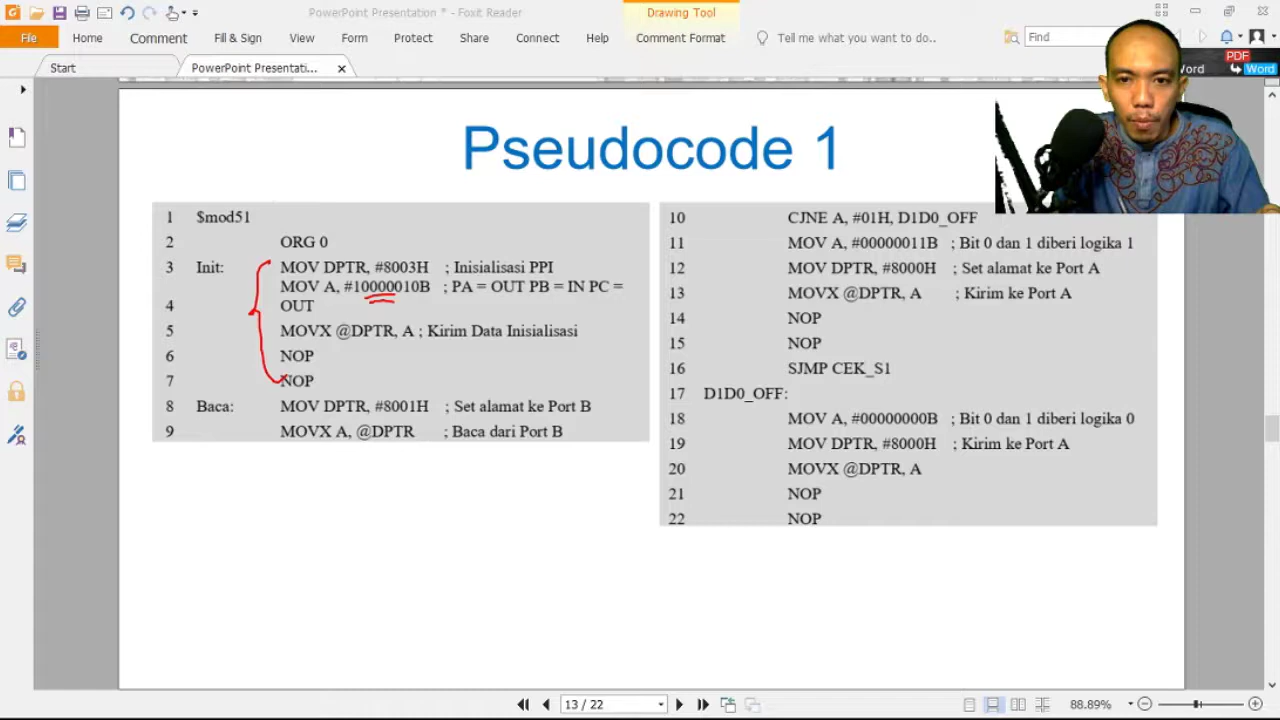 PowerPoint Presentation * - Foxit Reader
Drawing Tool
File Home Comment Fill & Sign View Form Protect Share Connect Help Comment Format Tell me what you want to do.. Find
Start PowerPoint Presentati... Word
PDF
Word
Pseudocode 1
1 $mod51
2 ORG 0
3 Init: MOV DPTR, #8003H ; Inisialisasi PPI
MOV A, #10000010B ; PA = OUT PB = IN PC =
4 OUT
5 MOVX @DPTR, A ; Kirim Data Inisialisasi
6 NOP
7 NOP
8 Baca: MOV DPTR, #8001H ; Set alamat ke Port B
9 MOVX A, @DPTR ; Baca dari Port B
10 CJNE A, #01H, D1D0_OFF
11 MOV A, #00000011B ; Bit 0 dan 1 diberi logika 1
12 MOV DPTR, #8000H ; Set alamat ke Port A
13 MOVX @DPTR, A ; Kirim ke Port A
14 NOP
15 NOP
16 SJMP CEK_S1
17 D1D0_OFF:
18 MOV A, #00000000B ; Bit 0 dan 1 diberi logika 0
19 MOV DPTR, #8000H ; Kirim ke Port A
20 MOVX @DPTR, A
21 NOP
22 NOP
13 / 22 88.89%